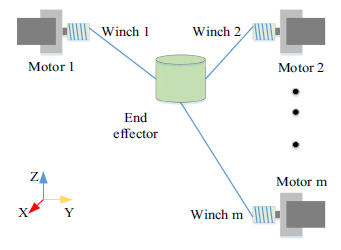 Winch 1
Winch 2
Motor 1
Motor 2
End
effector
Motor m
Winch m
Z
X
Y